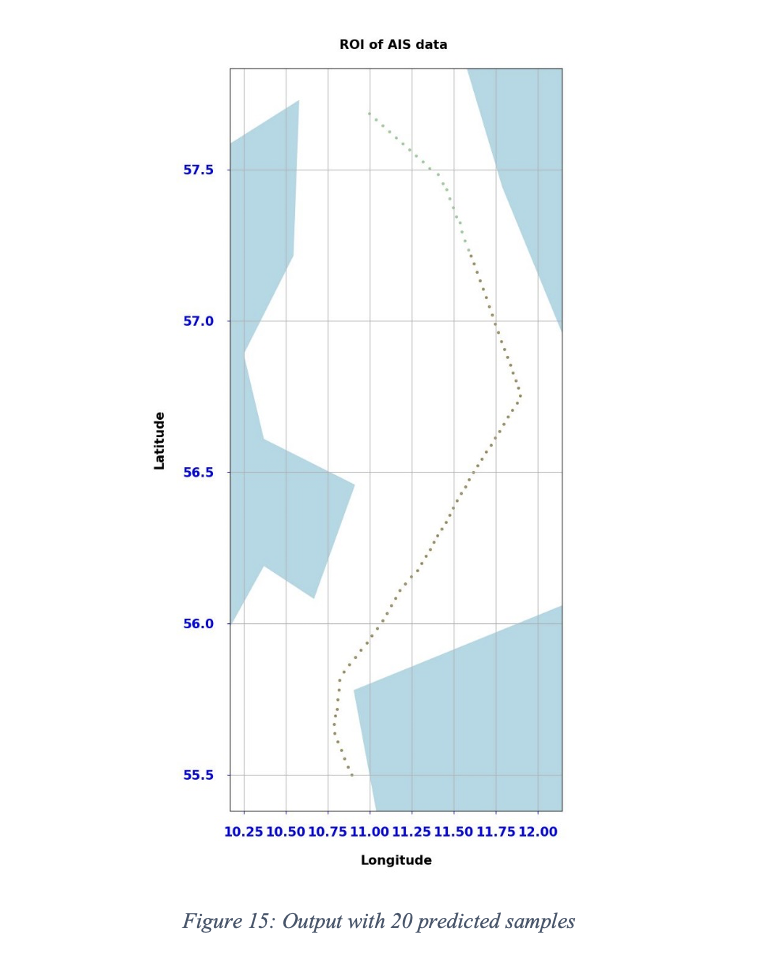 ROI of AIS data
57.5
57.0
Latitude
56.5
56.0
55.5
10.25 10.50 10.75 11.00 11.25 11.50 11.75 12.00
Longitude
Figure 15: Output with 20 predicted samples